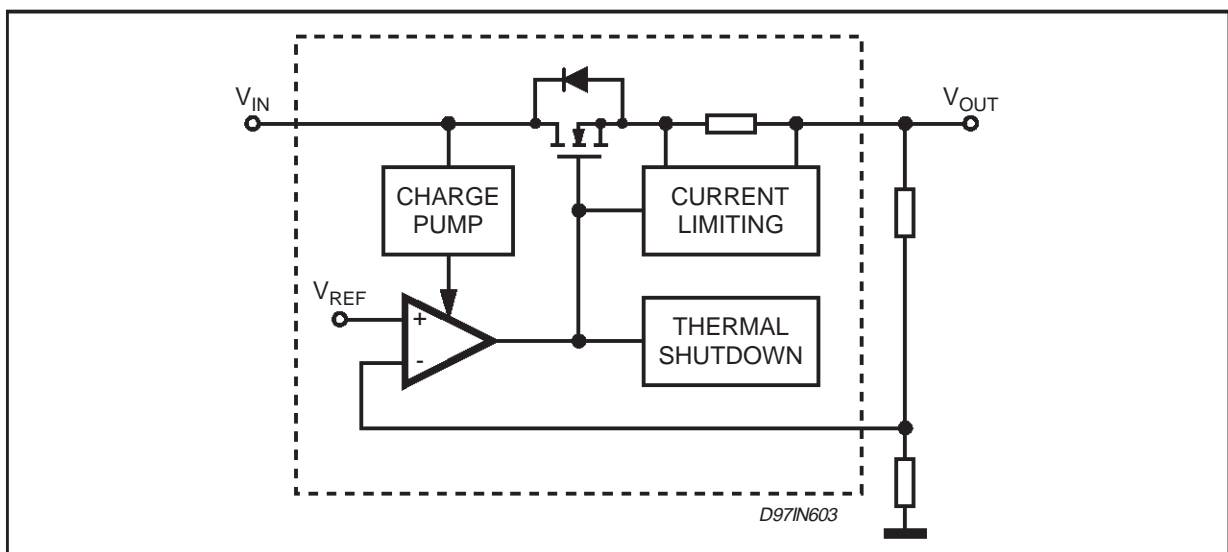 V_IN
V_OUT
CHARGE
PUMP
CURRENT
LIMITING
V_REF
+
-
THERMAL
SHUTDOWN
D97IN603